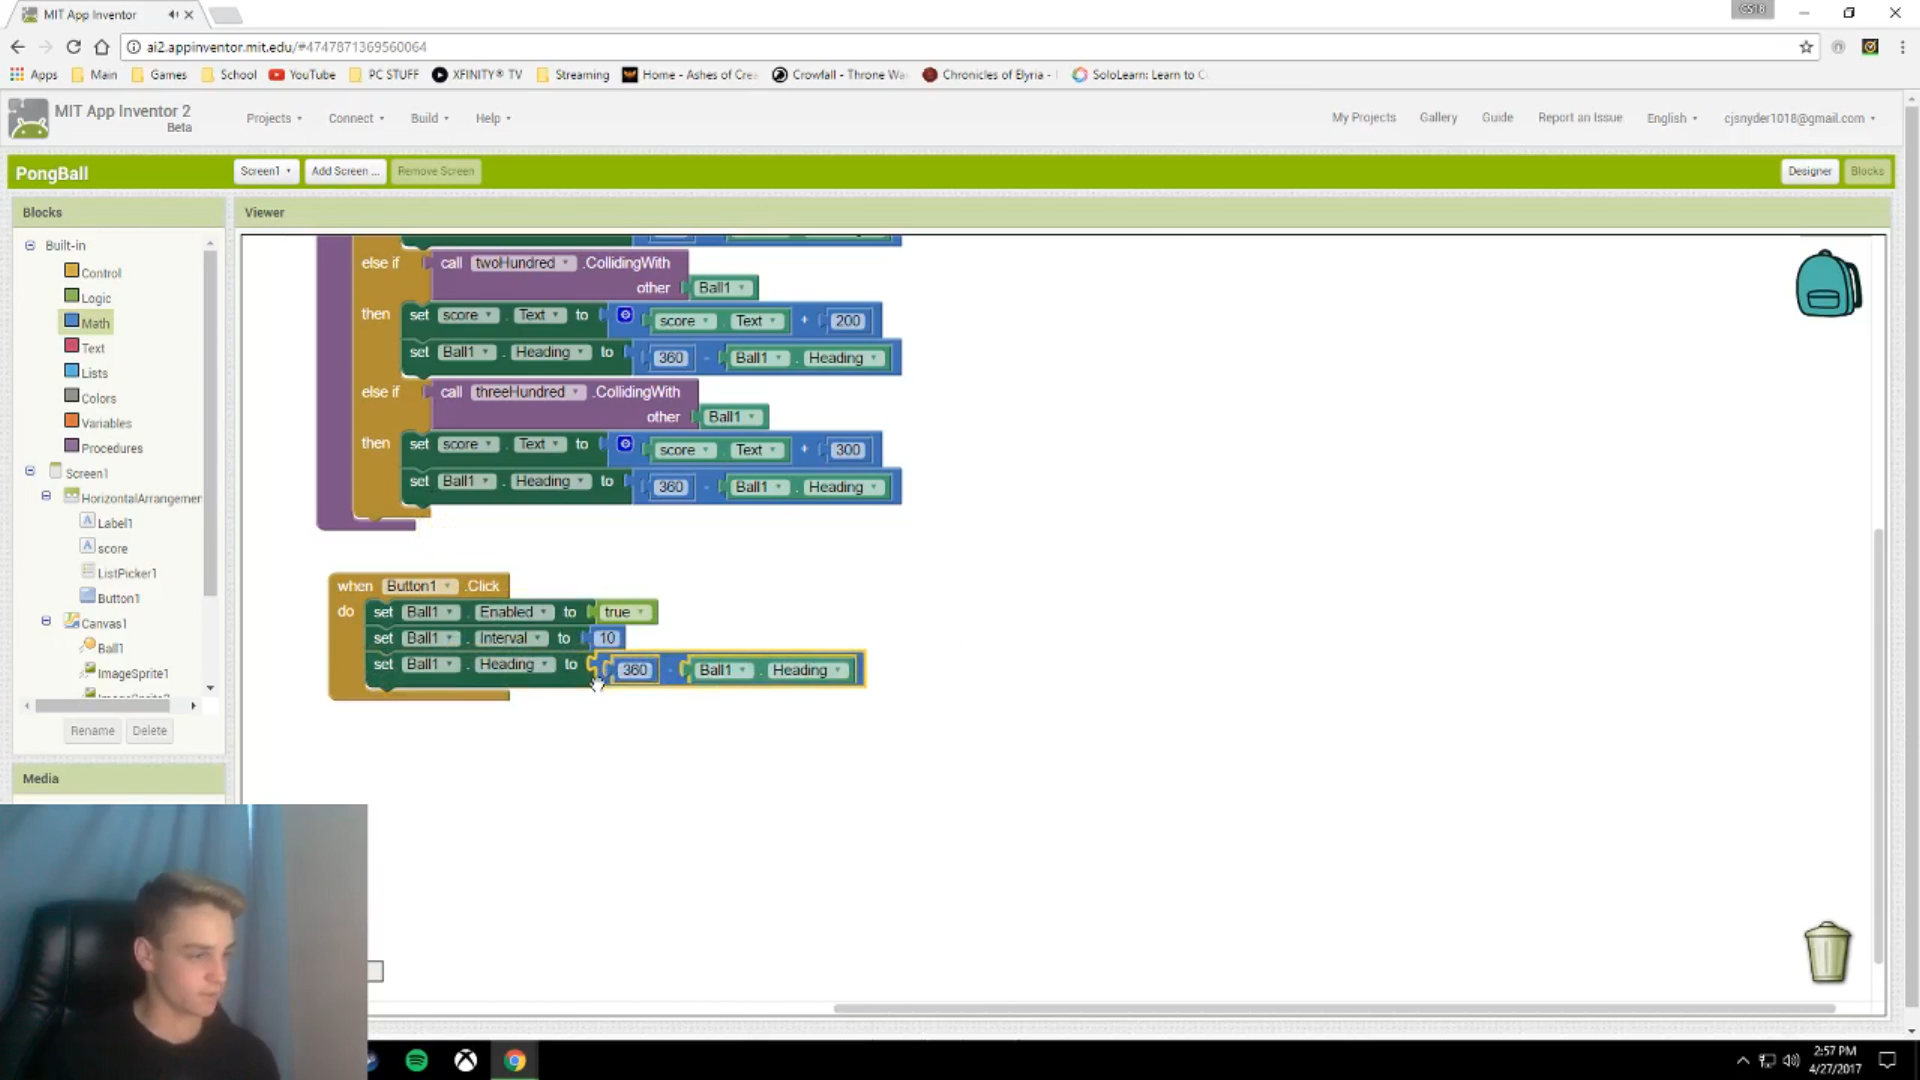 MIT App Inventor
GS18
ai2.appinventor.mit.edu/#4747871369560064
Apps Main Games School YouTube PC STUFF XFINITY® TV Streaming Home - Ashes of Cre Crowfall - Throne Wa Chronicles of Elyria - SoloLearn: Learn to C
MIT App Inventor 2
Beta
Projects Connect Build Help My Projects Gallery Guide Report an Issue English cjsnyder1018@gmail.com
PongBall Screen1 Add Screen ... Remove Screen Designer Blocks
Blocks Viewer
Built-in
Control
Logic
Math
Text
Lists
Colors
Variables
Procedures
Screen1
HorizontalArrangemer
Label1
score
ListPicker1
Button1
Canvas1
Ball1
ImageSprite1
Rename Delete
Media
else if call twoHundred .CollidingWith
other Ball1
then set score . Text to score . Text + 200
set Ball1 . Heading to 360 - Ball1 . Heading
else if call threeHundred .CollidingWith
other Ball1
then set score . Text to score . Text + 300
set Ball1 . Heading to 360 - Ball1 . Heading
when Button1 .Click
do set Ball1 . Enabled to true
set Ball1 . Interval to 10
set Ball1 . Heading to 360 - Ball1 . Heading
2:57 PM
4/27/2017